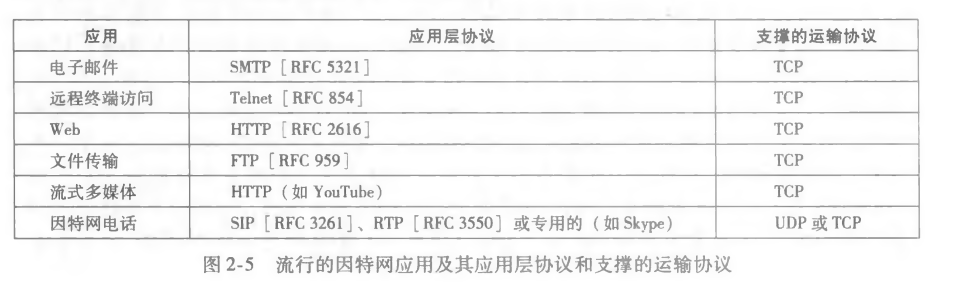 应用 应用层协议 支撑的运输协议
电子邮件 SMTP [RFC 5321] TCP
远程终端访问 Telnet [RFC 854] TCP
Web HTTP [RFC 2616] TCP
文件传输 FTP [RFC 959] TCP
流式多媒体 HTTP (如 YouTube) TCP
因特网电话 SIP [RFC 3261]、RTP [RFC 3550] 或专用的 (如 Skype) UDP 或 TCP
图 2-5 流行的因特网应用及其应用层协议和支撑的运输协议